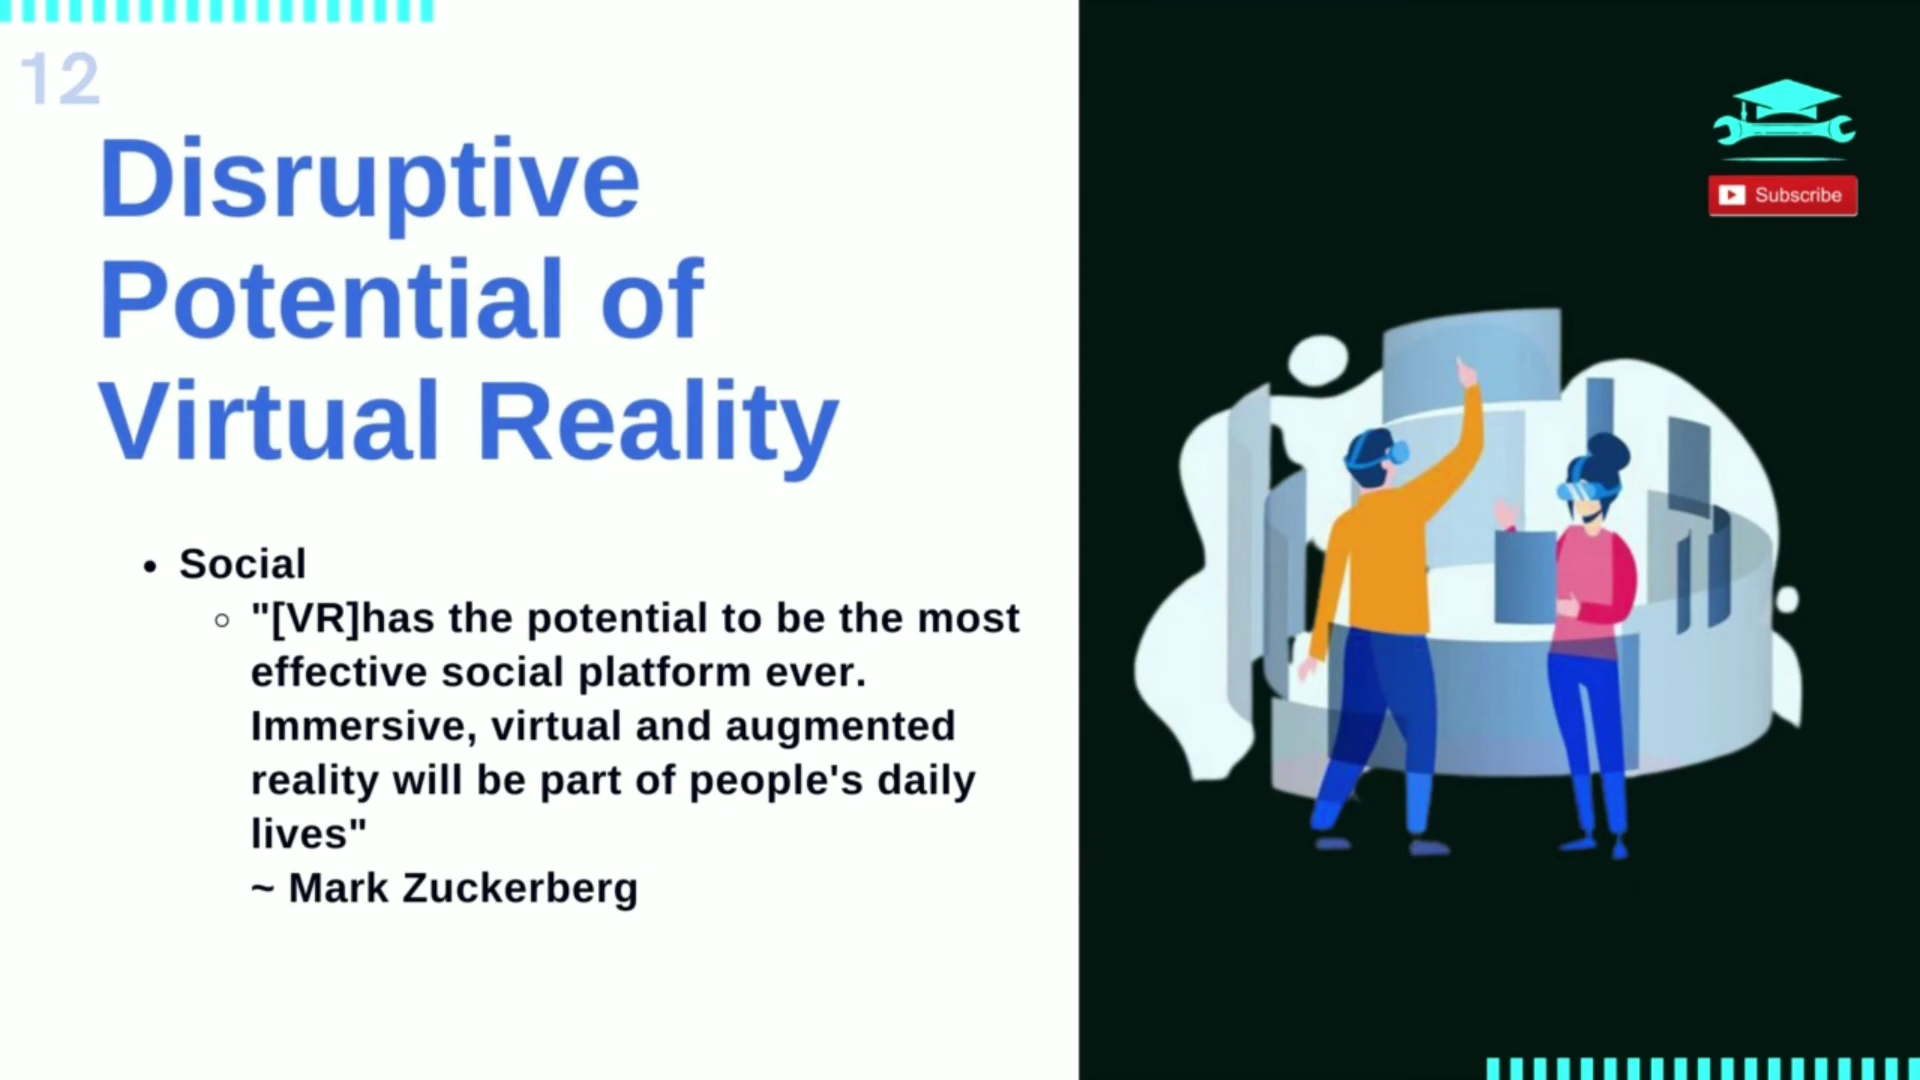 12
Disruptive
Potential of
Virtual Reality
• Social
○ "[VR]has the potential to be the most
effective social platform ever.
Immersive, virtual and augmented
reality will be part of people's daily
lives"
~ Mark Zuckerberg
Subscribe